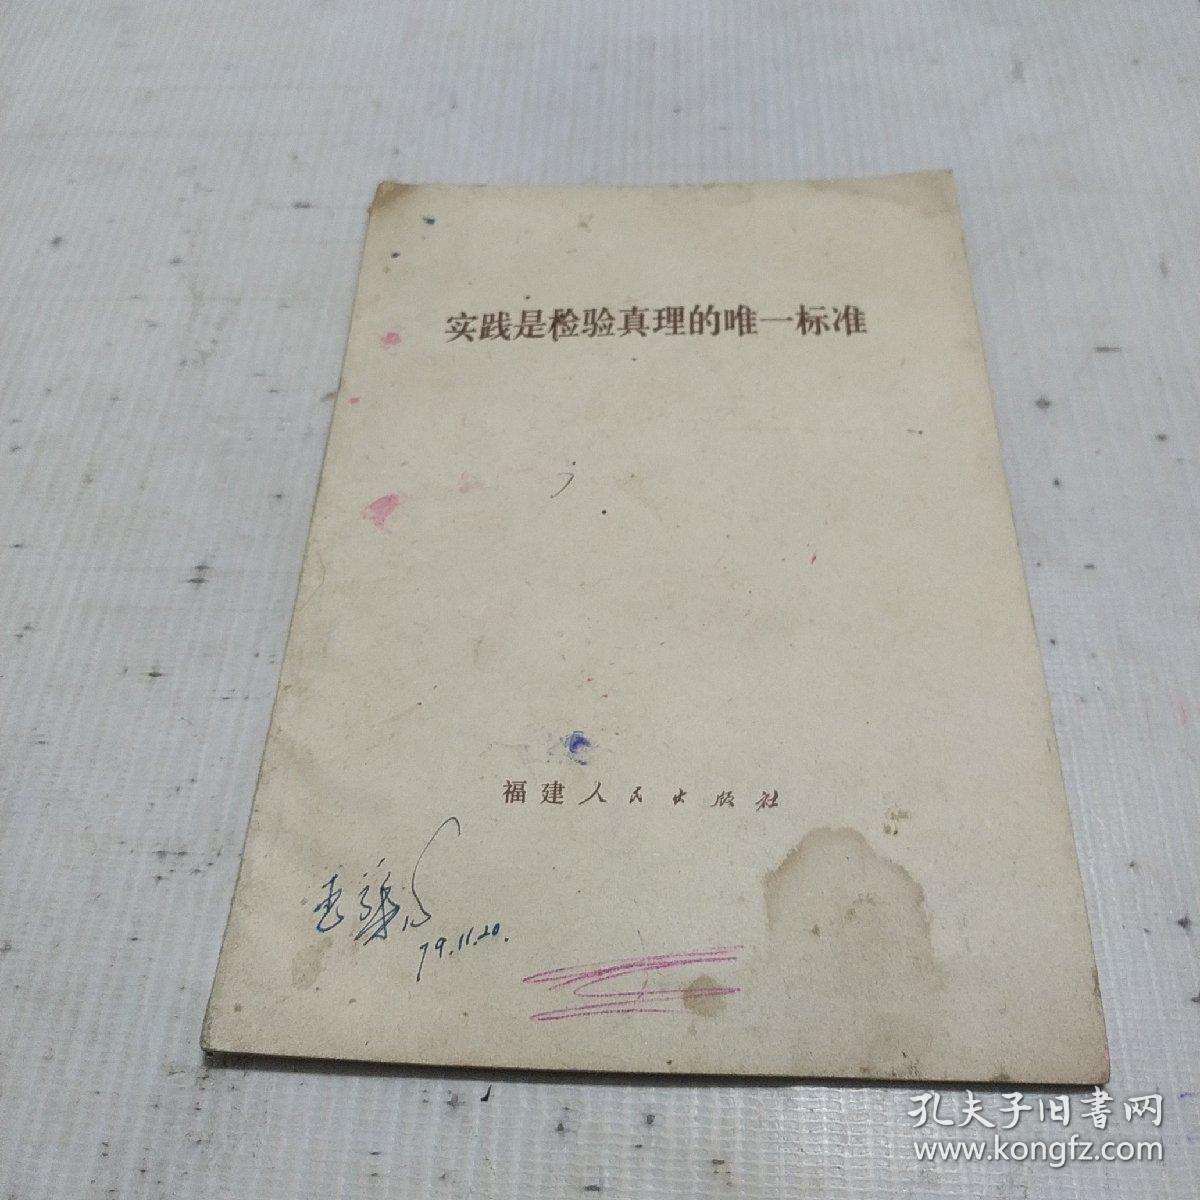 实践是检验真理的唯一标准
福建人民出版社
79.11.20.
孔夫子旧书网
www.kongfz.com